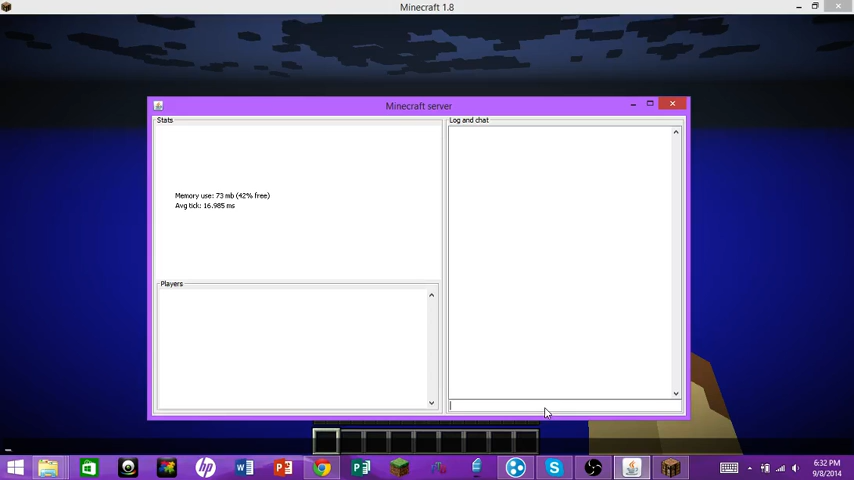 Minecraft 1.8
Minecraft server
Stats
Log and chat
Memory use: 73 mb (42% free)
Avg tick: 16.985 ms
Players
6:32 PM
9/8/2014